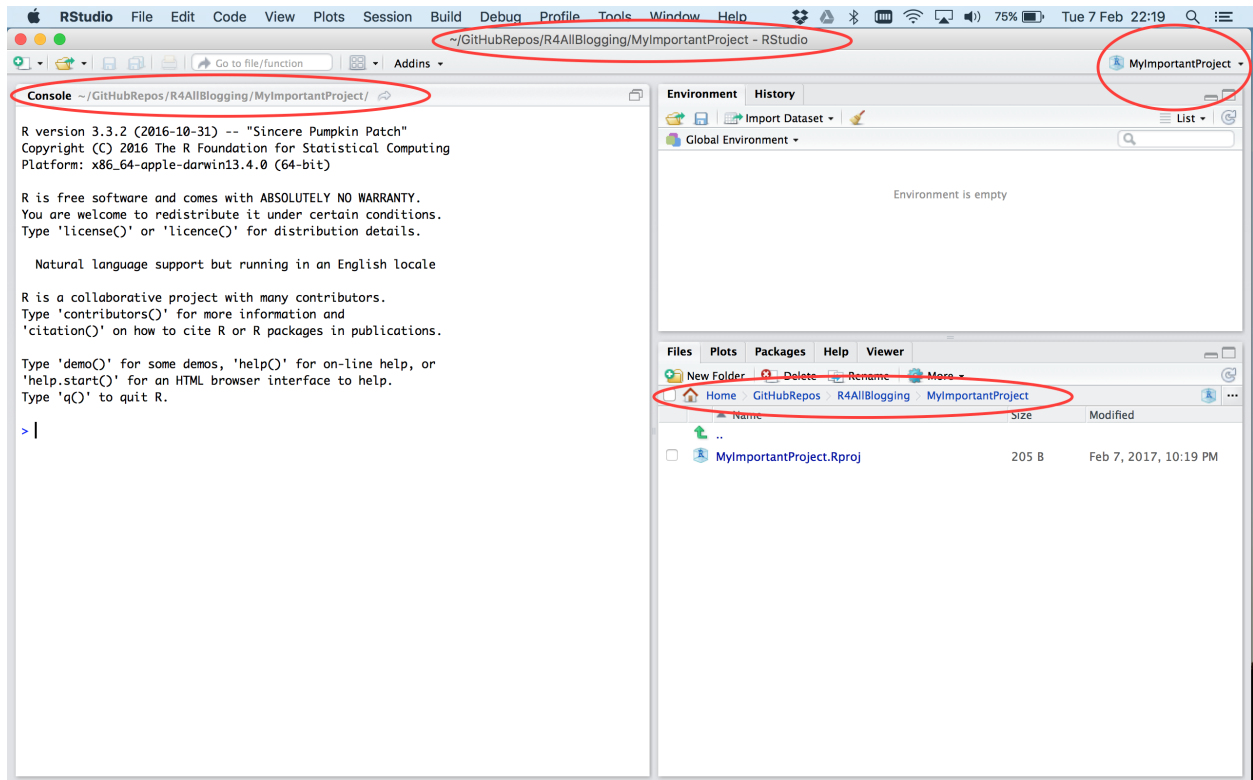 RStudio File Edit Code View Plots Session Build Debug Profile Tools Window Help 75% Tue 7 Feb 22:19
~/GitHubRepos/R4AllBlogging/MyImportantProject - RStudio
Go to file/function Addins MyImportantProject
Console ~/GitHubRepos/R4AllBlogging/MyImportantProject/
R version 3.3.2 (2016-10-31) -- "Sincere Pumpkin Patch"
Copyright (C) 2016 The R Foundation for Statistical Computing
Platform: x86_64-apple-darwin13.4.0 (64-bit)
R is free software and comes with ABSOLUTELY NO WARRANTY.
You are welcome to redistribute it under certain conditions.
Type 'license()' or 'licence()' for distribution details.
Natural language support but running in an English locale
R is a collaborative project with many contributors.
Type 'contributors()' for more information and
'citation()' on how to cite R or R packages in publications.
Type 'demo()' for some demos, 'help()' for on-line help, or
'help.start()' for an HTML browser interface to help.
Type 'q()' to quit R.
>
Environment History
Import Dataset List
Global Environment
Environment is empty
Files Plots Packages Help Viewer
New Folder Delete Rename More
Home GitHubRepos R4AllBlogging MyImportantProject
Name Size Modified
..
MyImportantProject.Rproj 205 B Feb 7, 2017, 10:19 PM